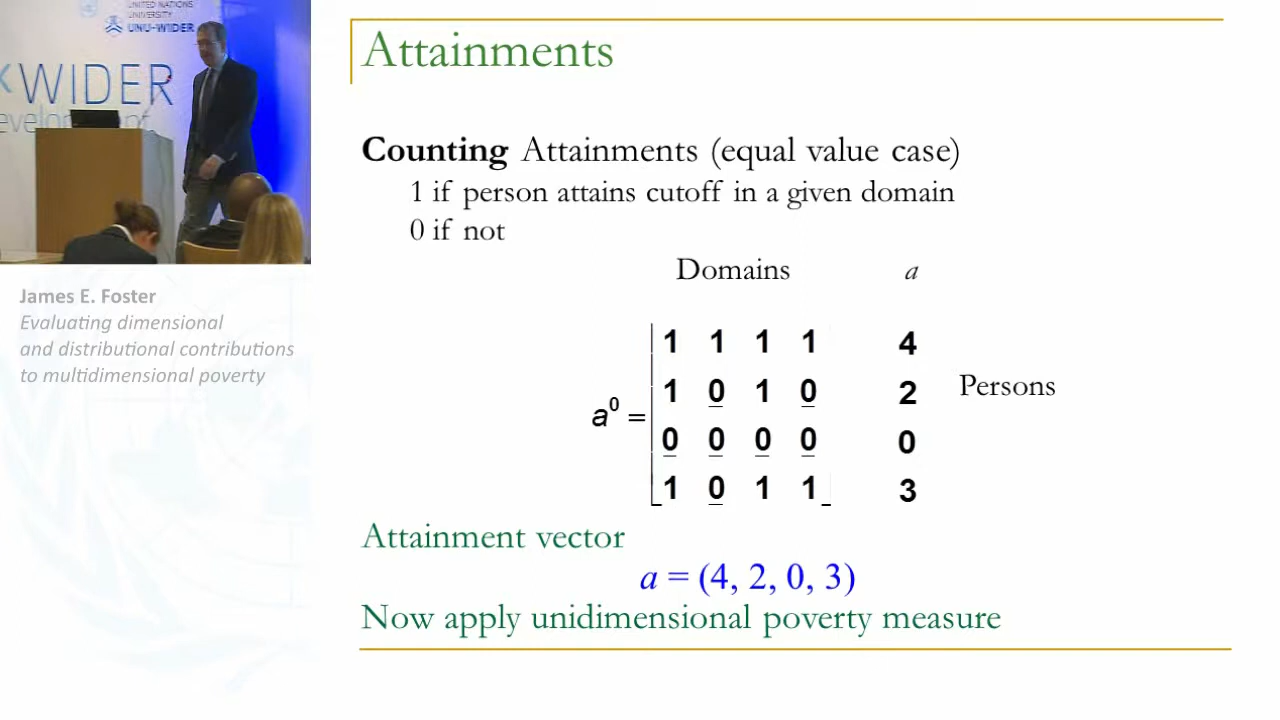 UNITED NATIONS
UNIVERSITY
UNU-WIDER
WIDER
Attainments
Counting Attainments (equal value case)
1 if person attains cutoff in a given domain
0 if not
Domains a
1 1 1 1 4
1 0 1 0 2
Persons
a⁰ =
0 0 0 0 0
1 0 1 1 3
Attainment vector
a = (4, 2, 0, 3)
Now apply unidimensional poverty measure
James E. Foster
Evaluating dimensional
and distributional contributions
to multidimensional poverty